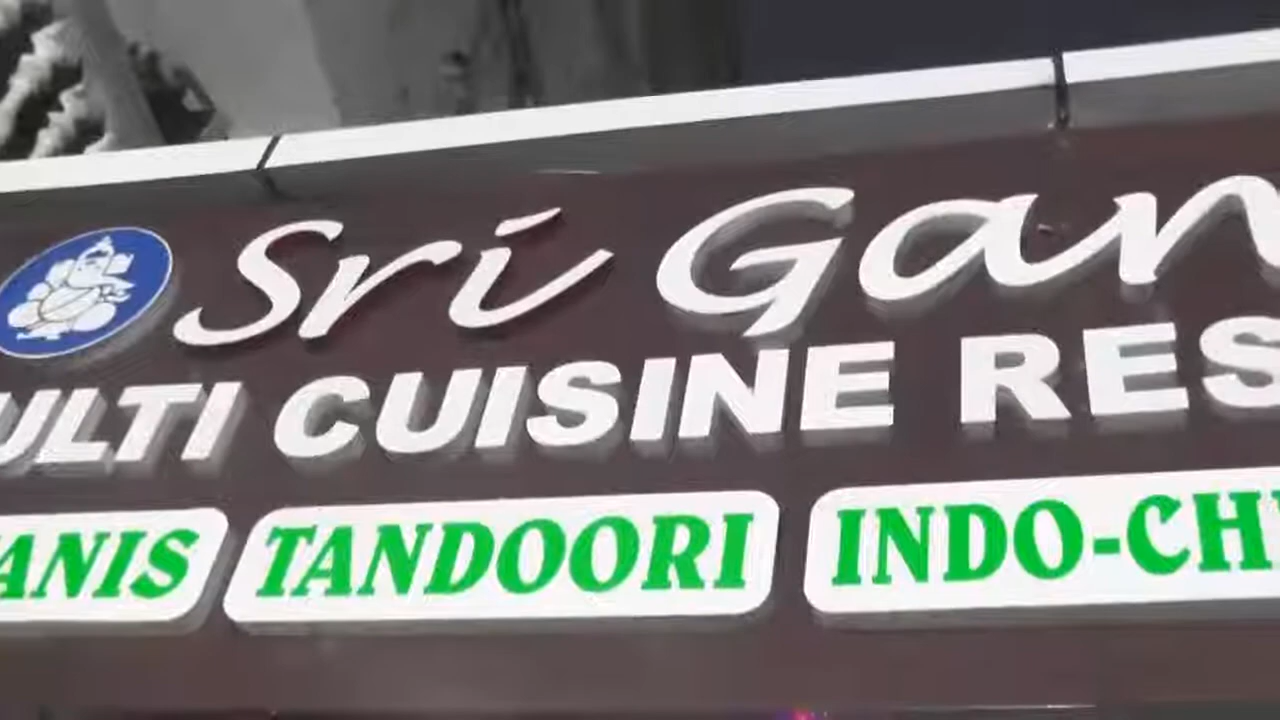 Sri Gan
ULTI CUISINE RES
ANIS TANDOORI INDO-CH